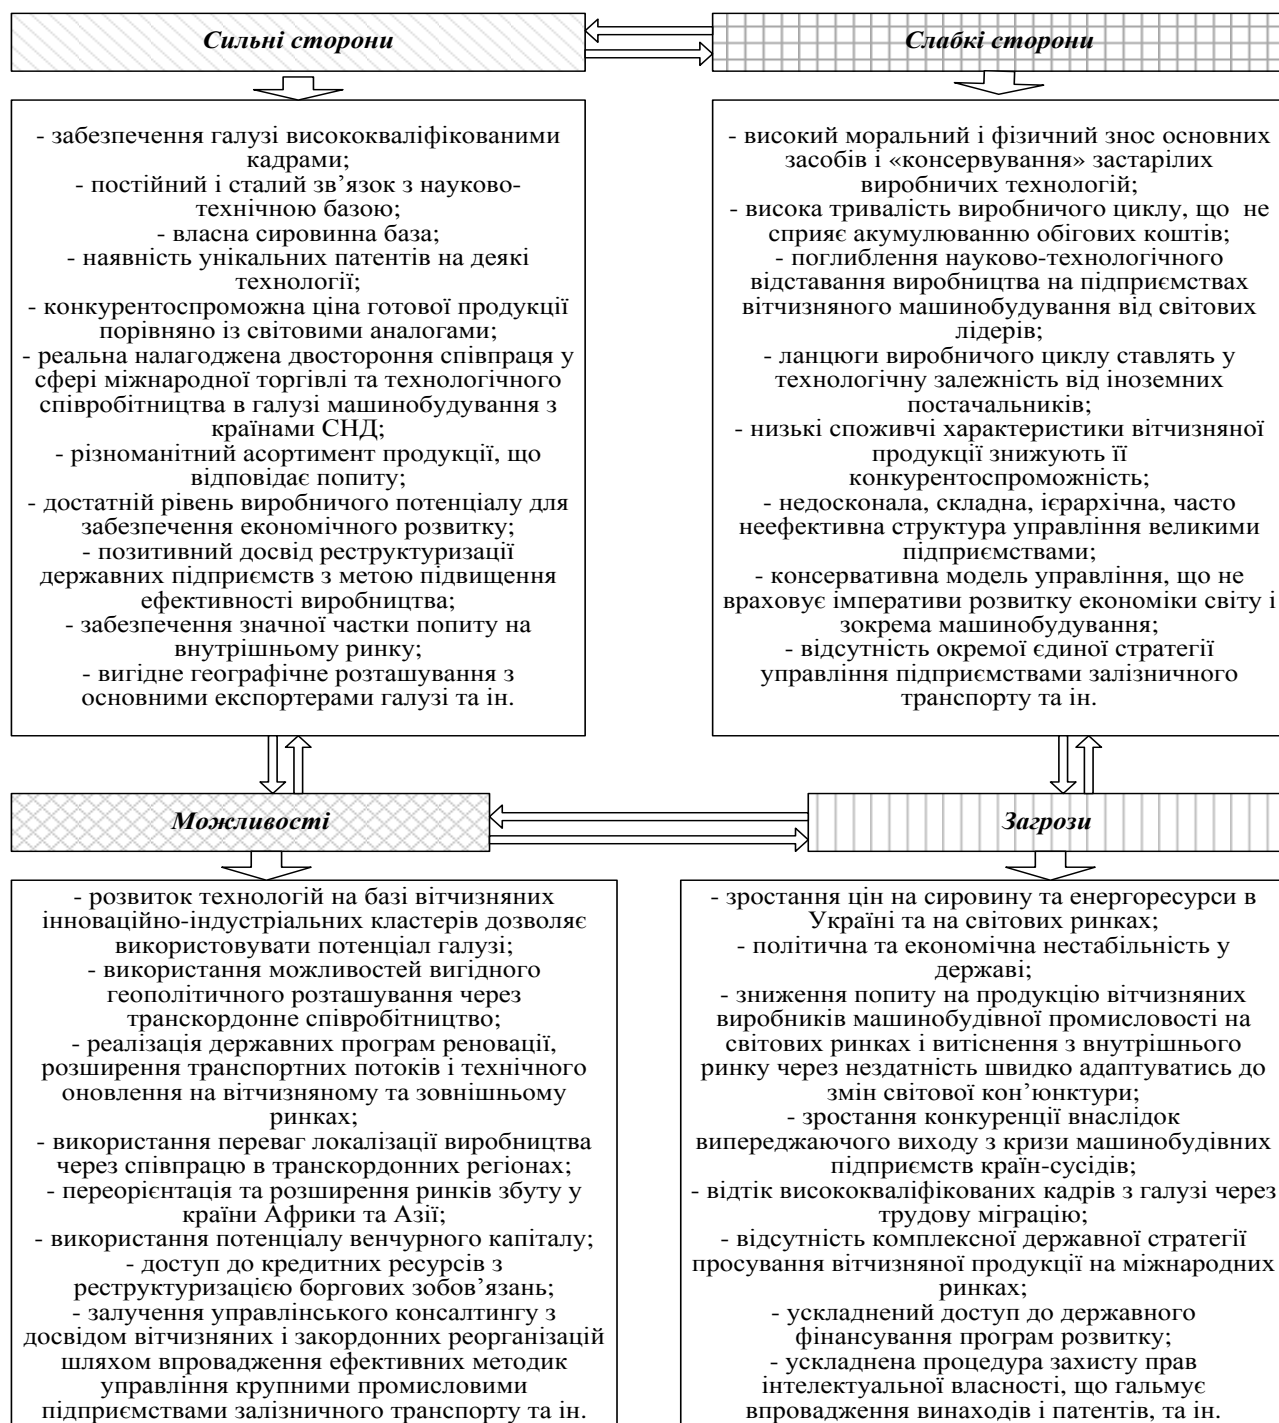 Сильні сторони
Слабкі сторони
- забезпечення галузі висококваліфікованими
кадрами;
- постійний і сталий зв’язок з науково-
технічною базою;
- власна сировинна база;
- наявність унікальних патентів на деякі
технології;
- конкурентоспроможна ціна готової продукції
порівняно із світовими аналогами;
- реальна налагоджена двостороння співпраця у
сфері міжнародної торгівлі та технологічного
співробітництва в галузі машинобудування з
країнами СНД;
- різноманітний асортимент продукції, що
відповідає попиту;
- достатній рівень виробничого потенціалу для
забезпечення економічного розвитку;
- позитивний досвід реструктуризації
державних підприємств з метою підвищення
ефективності виробництва;
- забезпечення значної частки попиту на
внутрішньому ринку;
- вигідне географічне розташування з
основними експортерами галузі та ін.
- високий моральний і фізичний знос основних
засобів і «консервування» застарілих
виробничих технологій;
- висока тривалість виробничого циклу, що не
сприяє акумулюванню обігових коштів;
- поглиблення науково-технологічного
відставання виробництва на підприємствах
вітчизняного машинобудування від світових
лідерів;
- ланцюги виробничого циклу ставлять у
технологічну залежність від іноземних
постачальників;
- низькі споживчі характеристики вітчизняної
продукції знижують її
конкурентоспроможність;
- недосконала, складна, ієрархічна, часто
неефективна структура управління великими
підприємствами;
- консервативна модель управління, що не
враховує імперативи розвитку економіки світу і
зокрема машинобудування;
- відсутність окремої єдиної стратегії
управління підприємствами залізничного
транспорту та ін.
Можливості
Загрози
- розвиток технологій на базі вітчизняних
інноваційно-індустріальних кластерів дозволяє
використовувати потенціал галузі;
- використання можливостей вигідного
геополітичного розташування через
транскордонне співробітництво;
- реалізація державних програм реновації,
розширення транспортних потоків і технічного
оновлення на вітчизняному та зовнішньому
ринках;
- використання переваг локалізації виробництва
через співпрацю в транскордонних регіонах;
- переорієнтація та розширення ринків збуту у
країни Африки та Азії;
- використання потенціалу венчурного капіталу;
- доступ до кредитних ресурсів з
реструктуризацією боргових зобов’язань;
- залучення управлінського консалтингу з
досвідом вітчизняних і закордонних реорганізацій
шляхом впровадження ефективних методик
управління крупними промисловими
підприємствами залізничного транспорту та ін.
- зростання цін на сировину та енергоресурси в
Україні та на світових ринках;
- політична та економічна нестабільність у
державі;
- зниження попиту на продукцію вітчизняних
виробників машинобудівної промисловості на
світових ринках і витіснення з внутрішнього
ринку через нездатність швидко адаптуватись до
змін світової кон’юнктури;
- зростання конкуренції внаслідок
випереджаючого виходу з кризи машинобудівних
підприємств країн-сусідів;
- відтік висококваліфікованих кадрів з галузі через
трудову міграцію;
- відсутність комплексної державної стратегії
просування вітчизняної продукції на міжнародних
ринках;
- ускладнений доступ до державного
фінансування програм розвитку;
- ускладнена процедура захисту прав
інтелектуальної власності, що гальмує
впровадження винаходів і патентів, та ін.